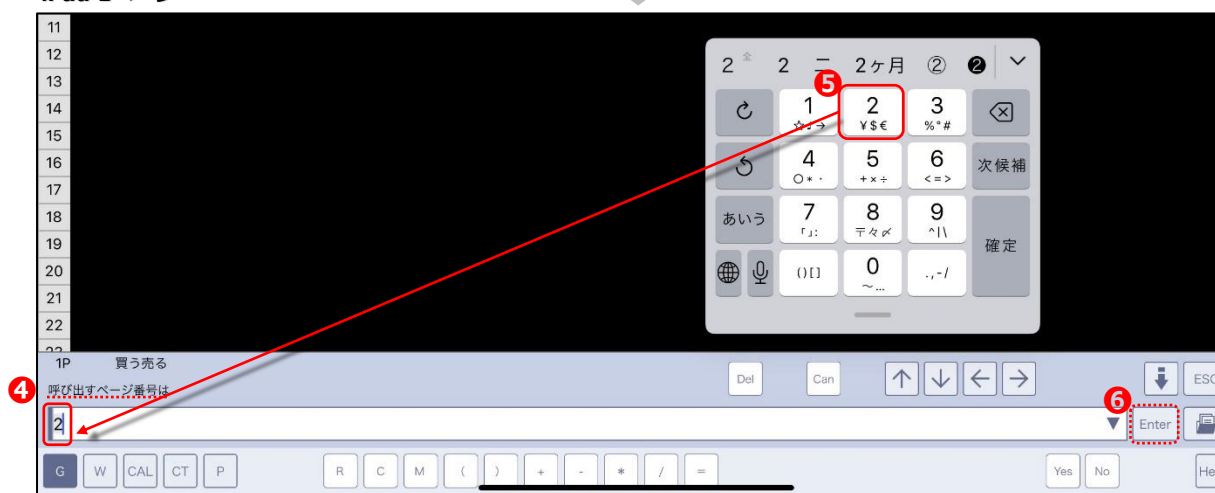 11
12
13
14
15
16
17
18
19
20
21
22
2 全 2 二 2ヶ月 ② ❷
❺
1 2 3
☆♪→ ¥$€ %°#
4 5 6 次候補
○*・ +×÷ <=>
あいう 7 8 9
「」: 〒々〆 ^|\
確定
()[] 0 .,-/
~…
1P 買う売る
Del Can ↑ ↓ ← → ESC
❹ 呼び出すページ番号は
❻
2 ▼ Enter
G W CAL CT P R C M ( ) + - * / = Yes No He